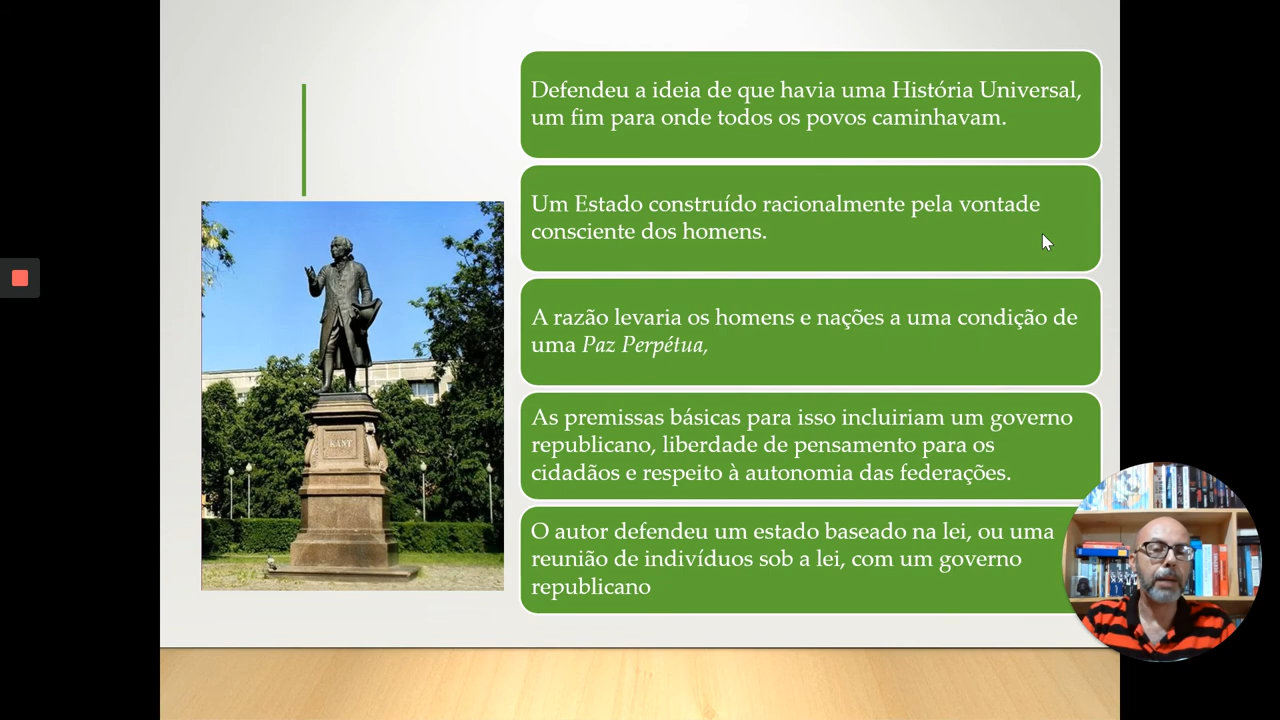 Defendeu a ideia de que havia uma História Universal,
um fim para onde todos os povos caminhavam.
Um Estado construído racionalmente pela vontade
consciente dos homens.
A razão levaria os homens e nações a uma condição de
uma Paz Perpétua,
As premissas básicas para isso incluiriam um governo
republicano, liberdade de pensamento para os
cidadãos e respeito à autonomia das federações.
O autor defendeu um estado baseado na lei, ou uma
reunião de indivíduos sob a lei, com um governo
republicano
KANT